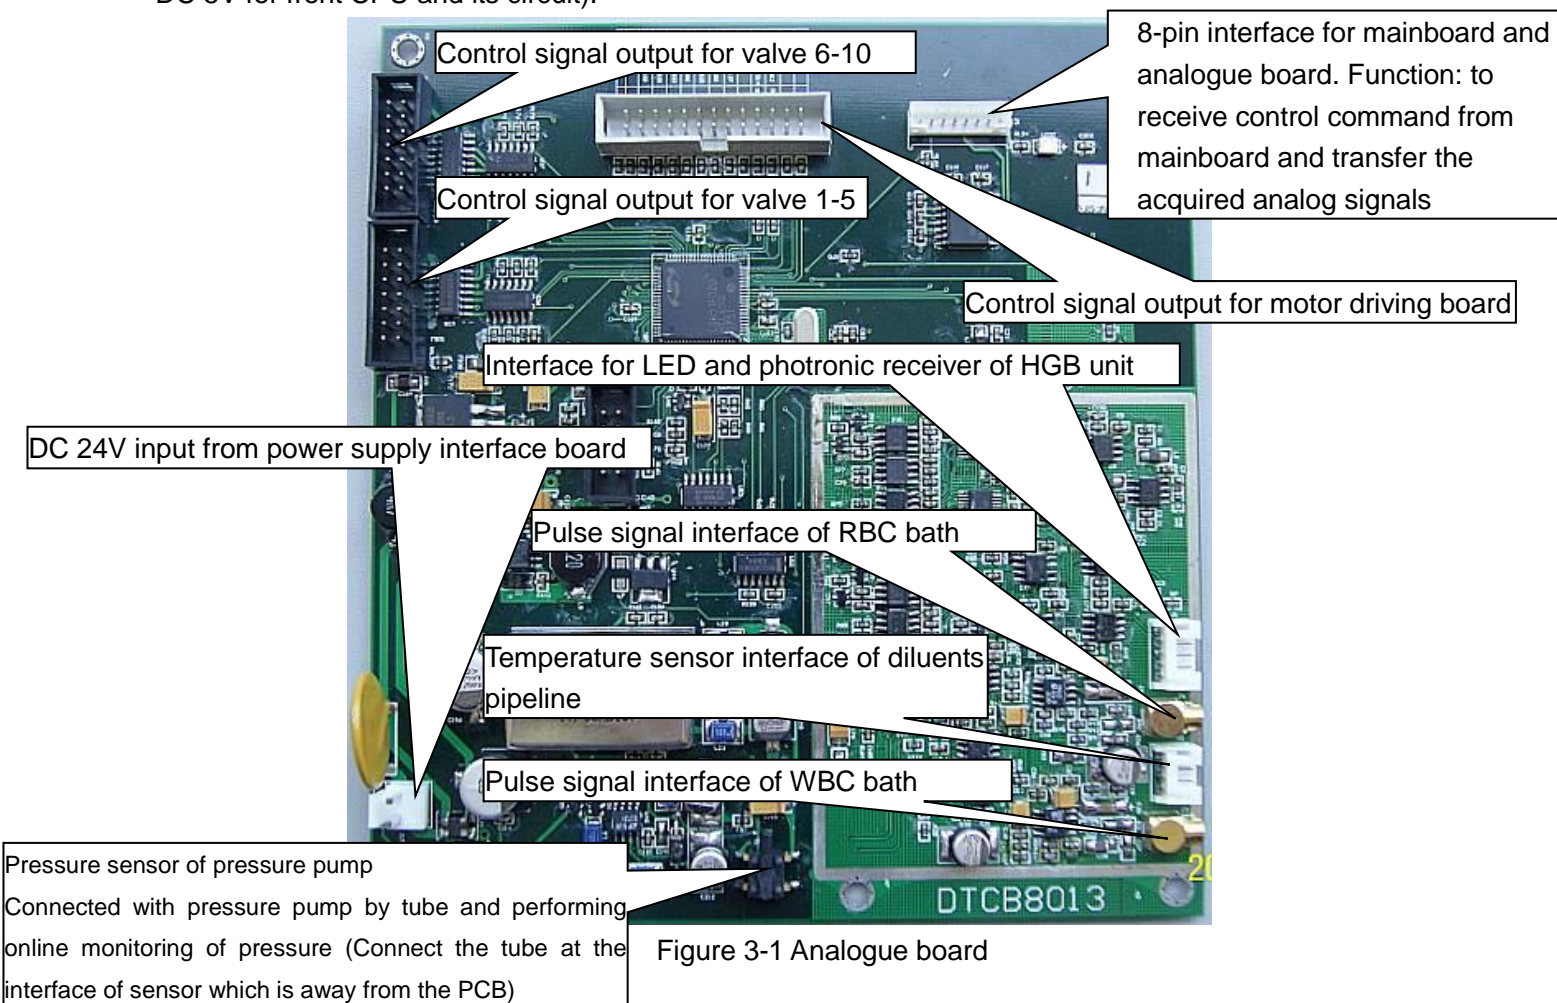 DC 5V for front CPU and its circuit).
Control signal output for valve 6-10
8-pin interface for mainboard and
analogue board. Function: to
receive control command from
mainboard and transfer the
acquired analog signals
Control signal output for valve 1-5
Control signal output for motor driving board
Interface for LED and photronic receiver of HGB unit
DC 24V input from power supply interface board
Pulse signal interface of RBC bath
Temperature sensor interface of diluents
pipeline
Pulse signal interface of WBC bath
Pressure sensor of pressure pump
Connected with pressure pump by tube and performing
online monitoring of pressure (Connect the tube at the
interface of sensor which is away from the PCB)
20
DTCB8013
Figure 3-1 Analogue board